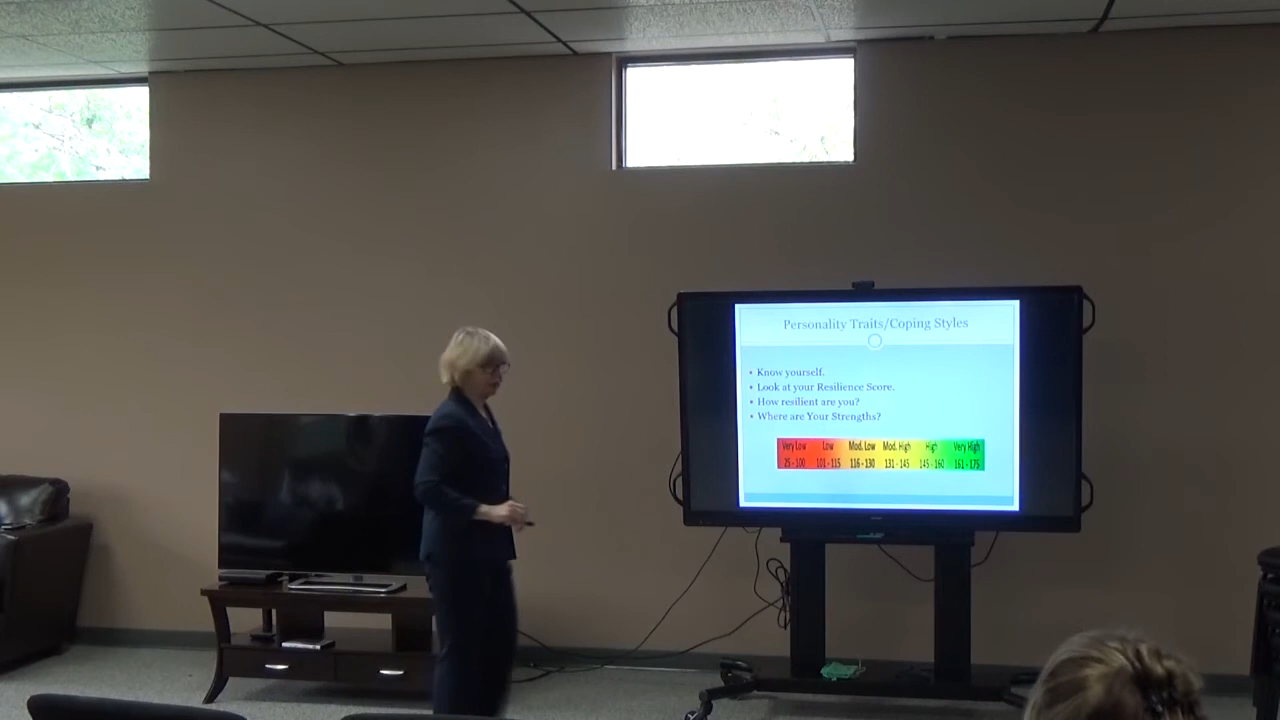 Personality Traits/Coping Styles
• Know yourself.
• Look at your Resilience Score.
• How resilient are you?
• Where are Your Strengths?
Very Low Low Mod. Low Mod. High High Very High
25 - 100 101 - 115 116 - 130 131 - 145 145 - 160 161 - 175